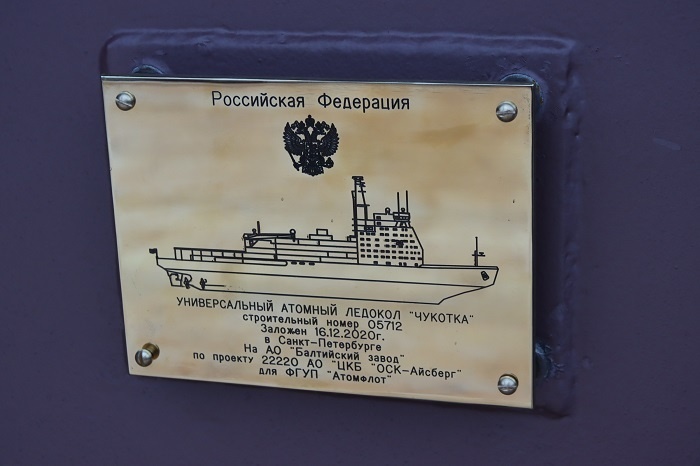 Российская Федерация
УНИВЕРСАЛЬНЫЙ АТОМНЫЙ ЛЕДОКОЛ "ЧУКОТКА"
строительный номер 05712
Заложен 16.12.2020г.
в Санкт-Петербурге
На АО "Балтийский завод"
по проекту 22220 АО "ЦКБ "ОСК-Айсберг"
для ФГУП "Атомфлот"